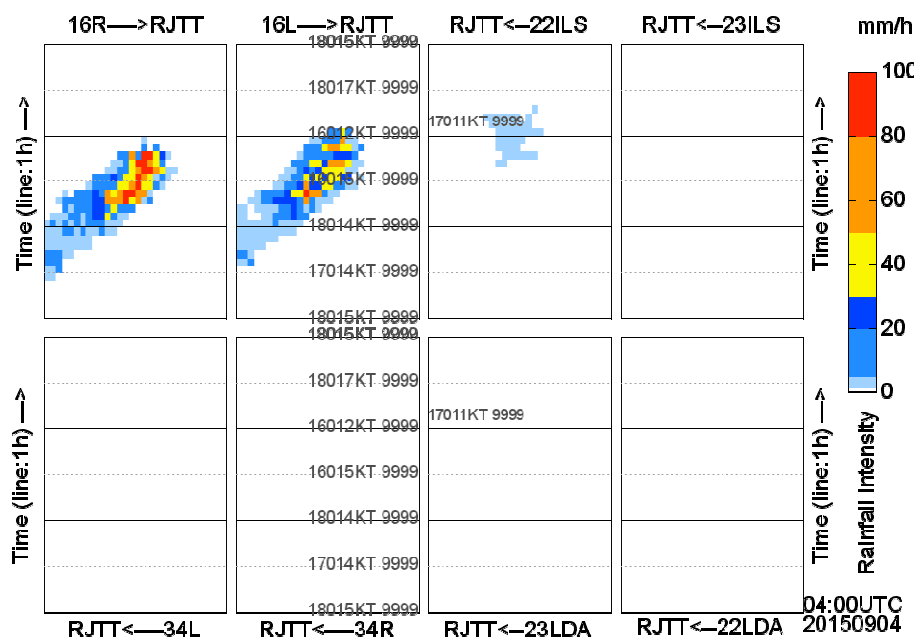 16R—->RJTT
16L—->RJTT
RJTT<--22ILS
RJTT<--23ILS
mm/h
18015KT 9999
18017KT 9999
17011KT 9999
16012KT 9999
16015KT 9999
18014KT 9999
17014KT 9999
18015KT 9999
Time (line:1h) —->
Time (line:1h) —->
100
80
60
40
20
0
Rainfall Intensity
18015KT 9999
18017KT 9999
17011KT 9999
16012KT 9999
16015KT 9999
18014KT 9999
17014KT 9999
18015KT 9999
Time (line:1h) —->
Time (line:1h) —->
RJTT<—-34L
RJTT<—-34R
RJTT<--23LDA
RJTT<--22LDA
04:00UTC
20150904